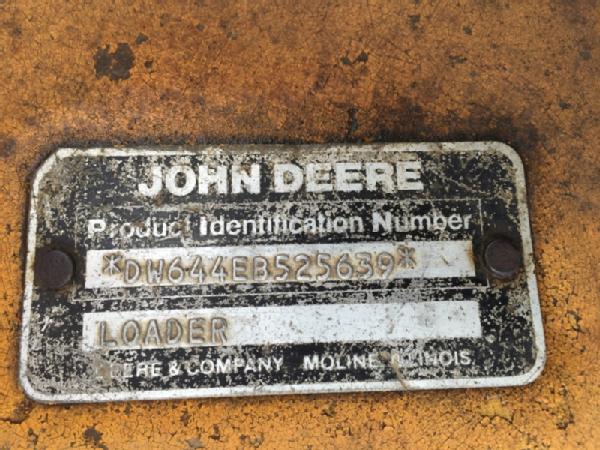 JOHN DEERE
Product Identification Number
*DW644EB525639*
LOADER
DEERE & COMPANY MOLINE, ILLINOIS.